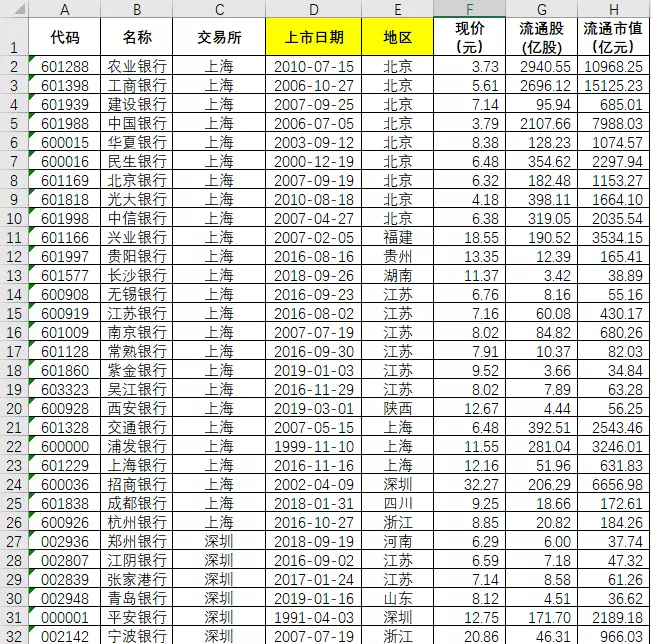 A B C D E F G H
1 代码 名称 交易所 上市日期 地区 现价(元) 流通股(亿股) 流通市值(亿元)
2 601288 农业银行 上海 2010-07-15 北京 3.73 2940.55 10968.25
3 601398 工商银行 上海 2006-10-27 北京 5.61 2696.12 15125.23
4 601939 建设银行 上海 2007-09-25 北京 7.14 95.94 685.01
5 601988 中国银行 上海 2006-07-05 北京 3.79 2107.66 7988.03
6 600015 华夏银行 上海 2003-09-12 北京 8.38 128.23 1074.57
7 600016 民生银行 上海 2000-12-19 北京 6.48 354.62 2297.94
8 601169 北京银行 上海 2007-09-19 北京 6.32 182.48 1153.27
9 601818 光大银行 上海 2010-08-18 北京 4.18 398.11 1664.10
10 601998 中信银行 上海 2007-04-27 北京 6.38 319.05 2035.54
11 601166 兴业银行 上海 2007-02-05 福建 18.55 190.52 3534.15
12 601997 贵阳银行 上海 2016-08-16 贵州 13.35 12.39 165.41
13 601577 长沙银行 上海 2018-09-26 湖南 11.37 3.42 38.89
14 600908 无锡银行 上海 2016-09-23 江苏 6.76 8.16 55.16
15 600919 江苏银行 上海 2016-08-02 江苏 7.16 60.08 430.17
16 601009 南京银行 上海 2007-07-19 江苏 8.02 84.82 680.26
17 601128 常熟银行 上海 2016-09-30 江苏 7.91 10.37 82.03
18 601860 紫金银行 上海 2019-01-03 江苏 9.52 3.66 34.84
19 603323 吴江银行 上海 2016-11-29 江苏 8.02 7.89 63.28
20 600928 西安银行 上海 2019-03-01 陕西 12.67 4.44 56.25
21 601328 交通银行 上海 2007-05-15 上海 6.48 392.51 2543.46
22 600000 浦发银行 上海 1999-11-10 上海 11.55 281.04 3246.01
23 601229 上海银行 上海 2016-11-16 上海 12.16 51.96 631.83
24 600036 招商银行 上海 2002-04-09 深圳 32.27 206.29 6656.98
25 601838 成都银行 上海 2018-01-31 四川 9.25 18.66 172.61
26 600926 杭州银行 上海 2016-10-27 浙江 8.85 20.82 184.26
27 002936 郑州银行 深圳 2018-09-19 河南 6.29 6.00 37.74
28 002807 江阴银行 深圳 2016-09-02 江苏 6.59 7.18 47.32
29 002839 张家港行 深圳 2017-01-24 江苏 7.14 8.58 61.26
30 002948 青岛银行 深圳 2019-01-16 山东 8.12 4.51 36.62
31 000001 平安银行 深圳 1991-04-03 深圳 12.75 171.70 2189.18
32 002142 宁波银行 深圳 2007-07-19 浙江 20.86 46.31 966.03